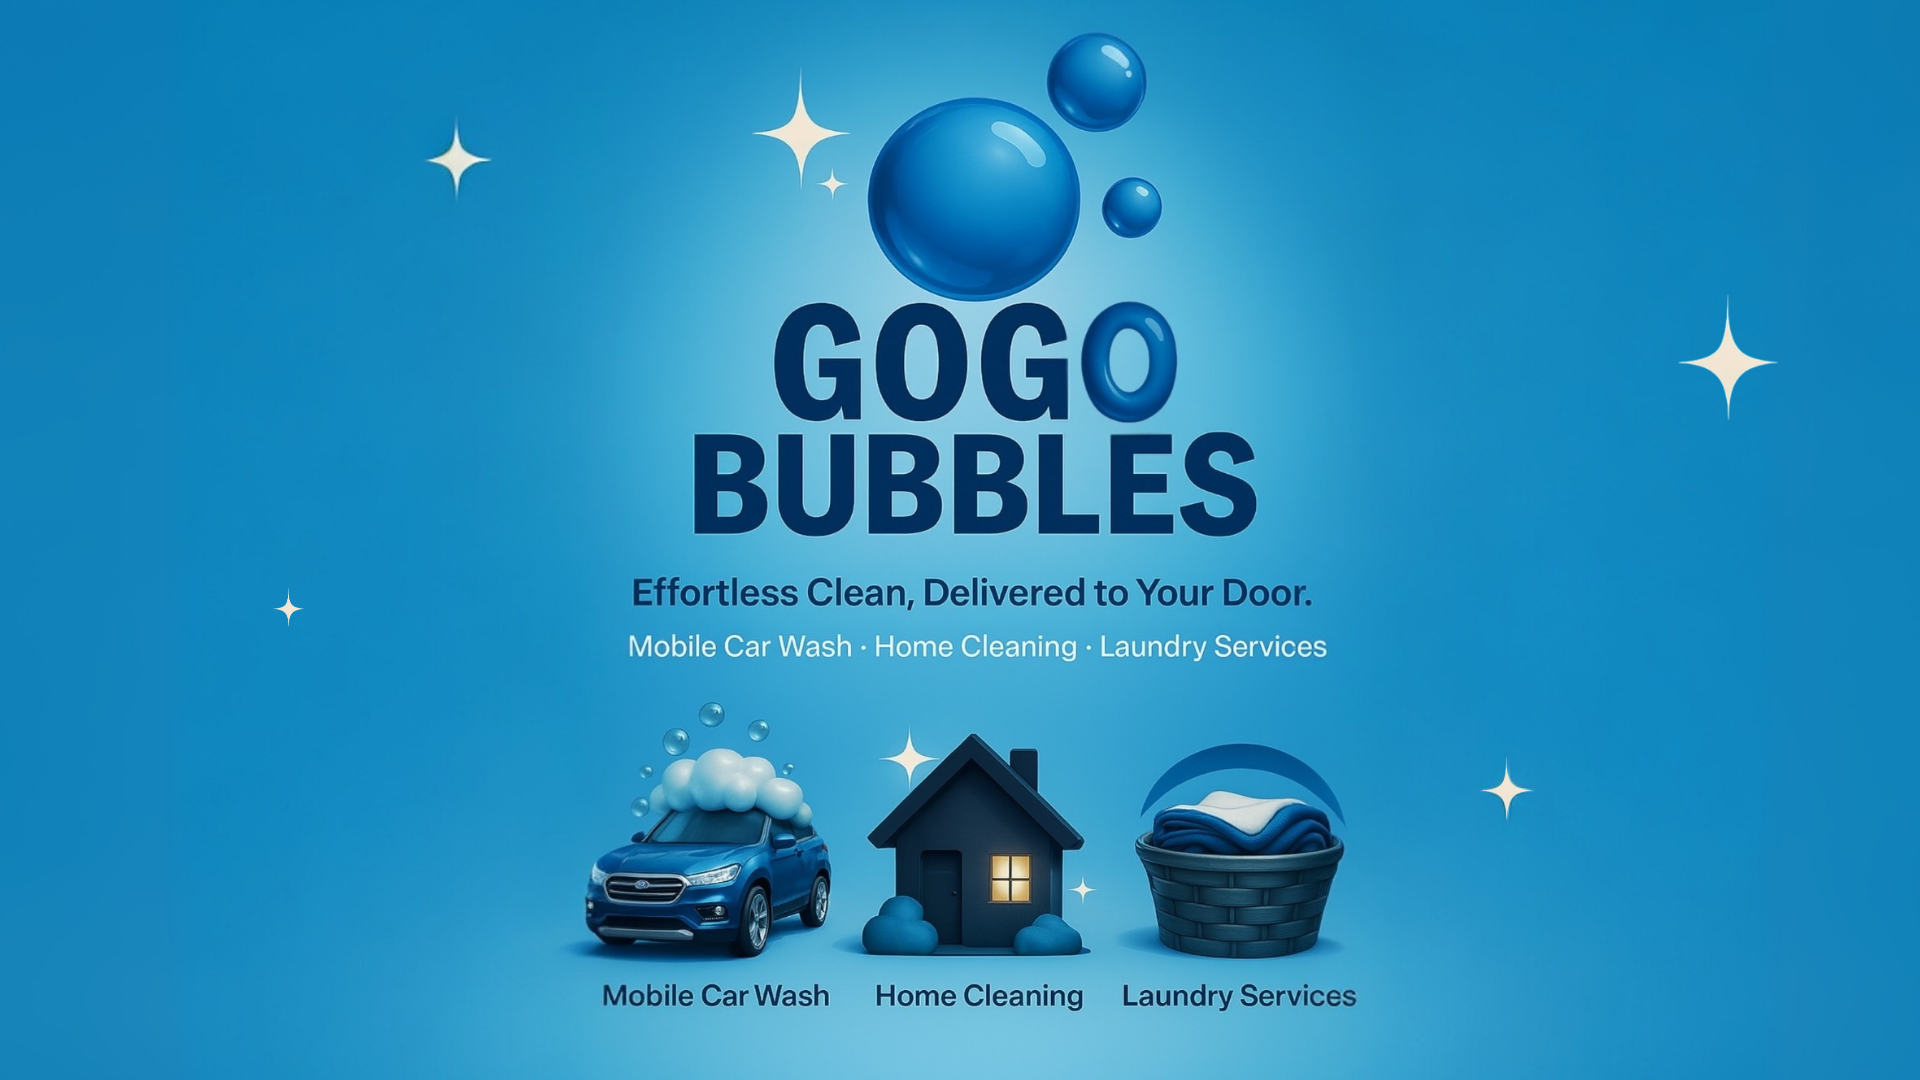 GOGO
BUBBLES
Effortless Clean, Delivered to Your Door.
Mobile Car Wash · Home Cleaning · Laundry Services
Mobile Car Wash
Home Cleaning
Laundry Services